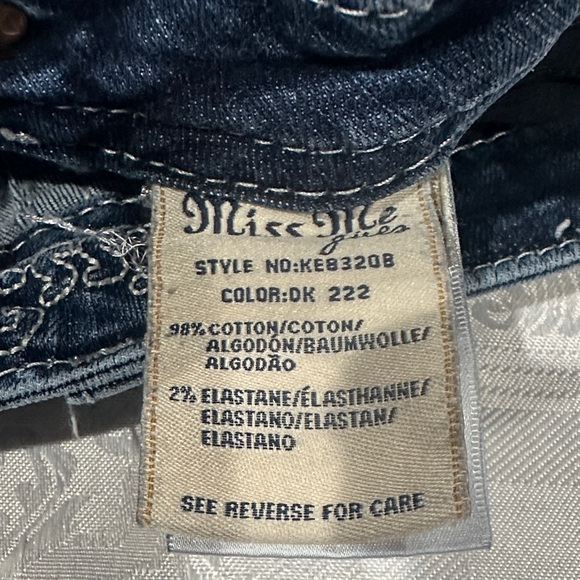 Miss Me
jeans
STYLE NO:KE8320B
COLOR:DK 222
98% COTTON/COTON/
ALGODÓN/BAUMWOLLE/
ALGODÃO
2% ELASTANE/ÉLASTHANNE/
ELASTANO/ELASTAN/
ELASTANO
SEE REVERSE FOR CARE